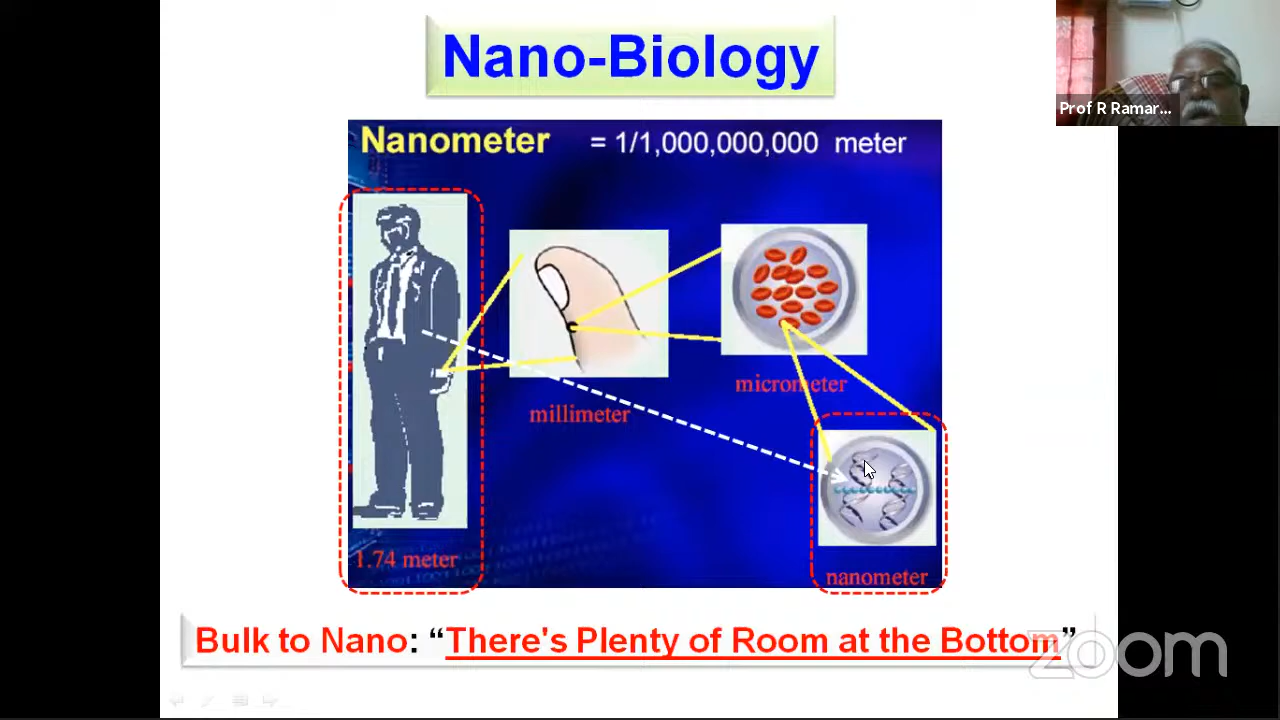 Nano-Biology
Prof R Ramar...
Nanometer = 1/1,000,000,000 meter
millimeter
micrometer
1.74 meter
nanometer
Bulk to Nano: “There's Plenty of Room at the Bottom”
zoom